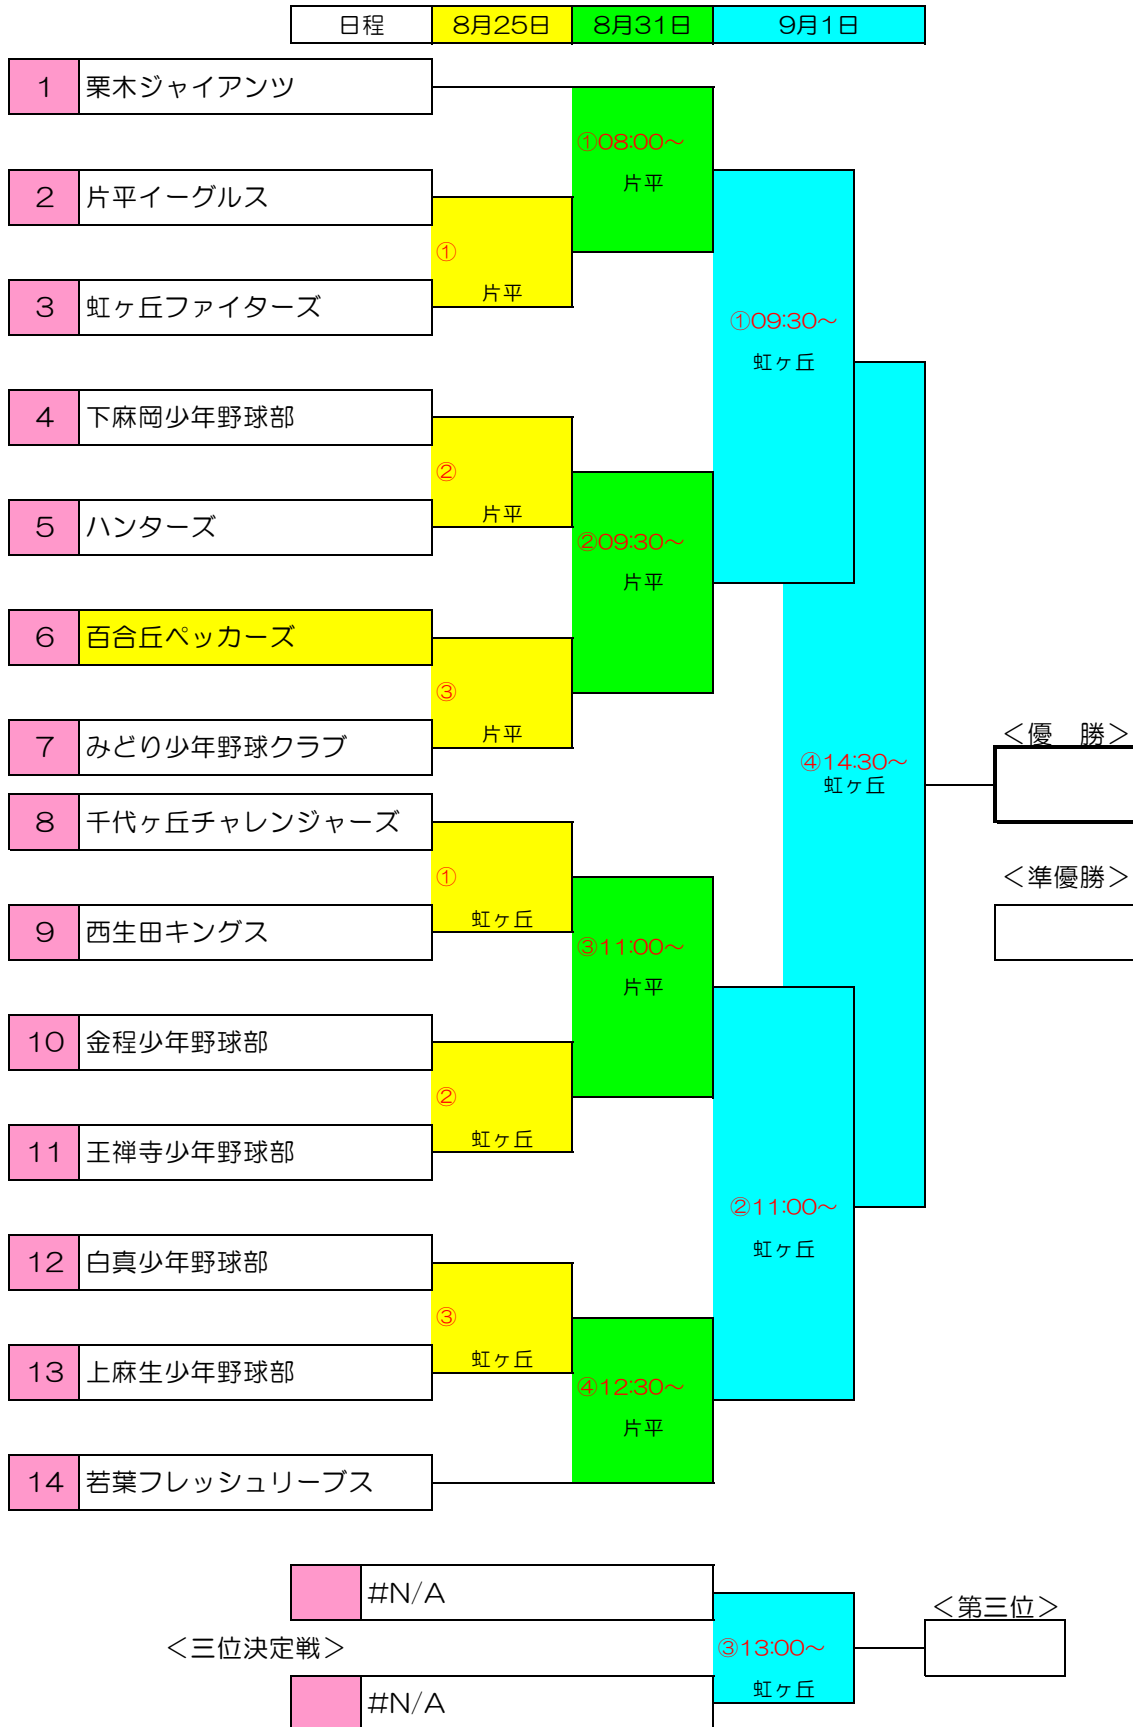 日程 8月25日 8月31日 9月1日
1 栗木ジャイアンツ
①08:00～
片平
2 片平イーグルス
①
片平
3 虹ヶ丘ファイターズ
①09:30～
虹ヶ丘
4 下麻岡少年野球部
②
片平
5 ハンターズ
②09:30～
片平
6 百合丘ペッカーズ
③
片平
7 みどり少年野球クラブ
＜優　勝＞
④14:30～
虹ヶ丘
8 千代ヶ丘チャレンジャーズ
①
虹ヶ丘
＜準優勝＞
9 西生田キングス
③11:00～
片平
10 金程少年野球部
②
虹ヶ丘
11 王禅寺少年野球部
②11:00～
虹ヶ丘
12 白真少年野球部
③
虹ヶ丘
13 上麻生少年野球部
④12:30～
片平
14 若葉フレッシュリーブス
#N/A
＜第三位＞
＜三位決定戦＞
③13:00～
虹ヶ丘
#N/A